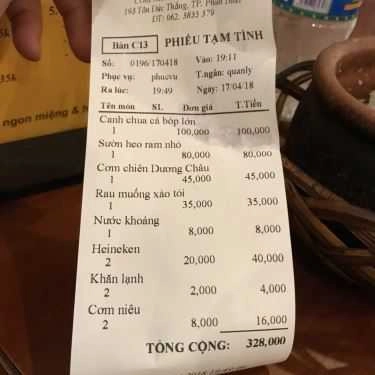 193 Tôn Đức Thắng, TP. Phan Thiết
ĐT: 062. 3833 379
Bàn C13 PHIẾU TẠM TÍNH
Số: 0196/170418 Vào: 19:11
Phục vụ: phucvu T.ngân: quanly
Ra lúc: 19:49 Ngày: 17/04/18
Tên món SL Đơn giá T.Tiền
Canh chua cá bớp lớn
1 100,000 100,000
Sườn heo ram nhỏ
1 80,000 80,000
Cơm chiên Dương Châu
1 45,000 45,000
Rau muống xào tỏi
1 35,000 35,000
Nước khoáng
1 8,000 8,000
Heineken
2 20,000 40,000
Khăn lạnh
2 2,000 4,000
Cơm niêu
2 8,000 16,000
TỔNG CỘNG: 328,000
35k
ngon miệng &